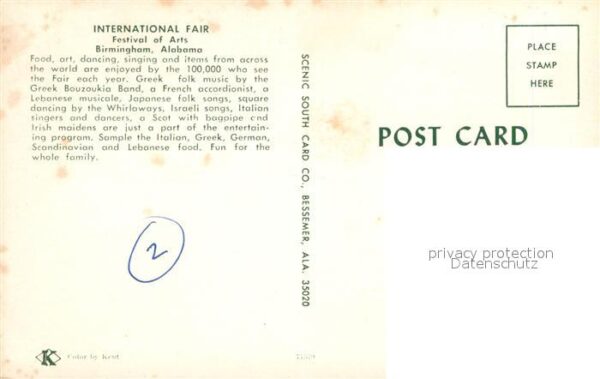 INTERNATIONAL FAIR
Festival of Arts
Birmingham, Alabama
Food, art, dancing, singing and items from across
the world are enjoyed by the 100,000 who see
the Fair each year. Greek folk music by the
Greek Bouzoukia Band, a French accordionist, a
Lebanese musicale, Japanese folk songs, square
dancing by the Whirlaways, Israeli songs, Italian
singers and dancers, a Scot with bagpipe and
Irish maidens are just a part of the entertain-
ing program. Sample the Italian, Greek, German,
Scandinavian and Lebanese food. Fun for the
whole family.
2
K
Color by Kent
SCENIC SOUTH CARD CO., BESSEMER, ALA. 35020
PLACE
STAMP
HERE
POST CARD
privacy protection
Datenschutz